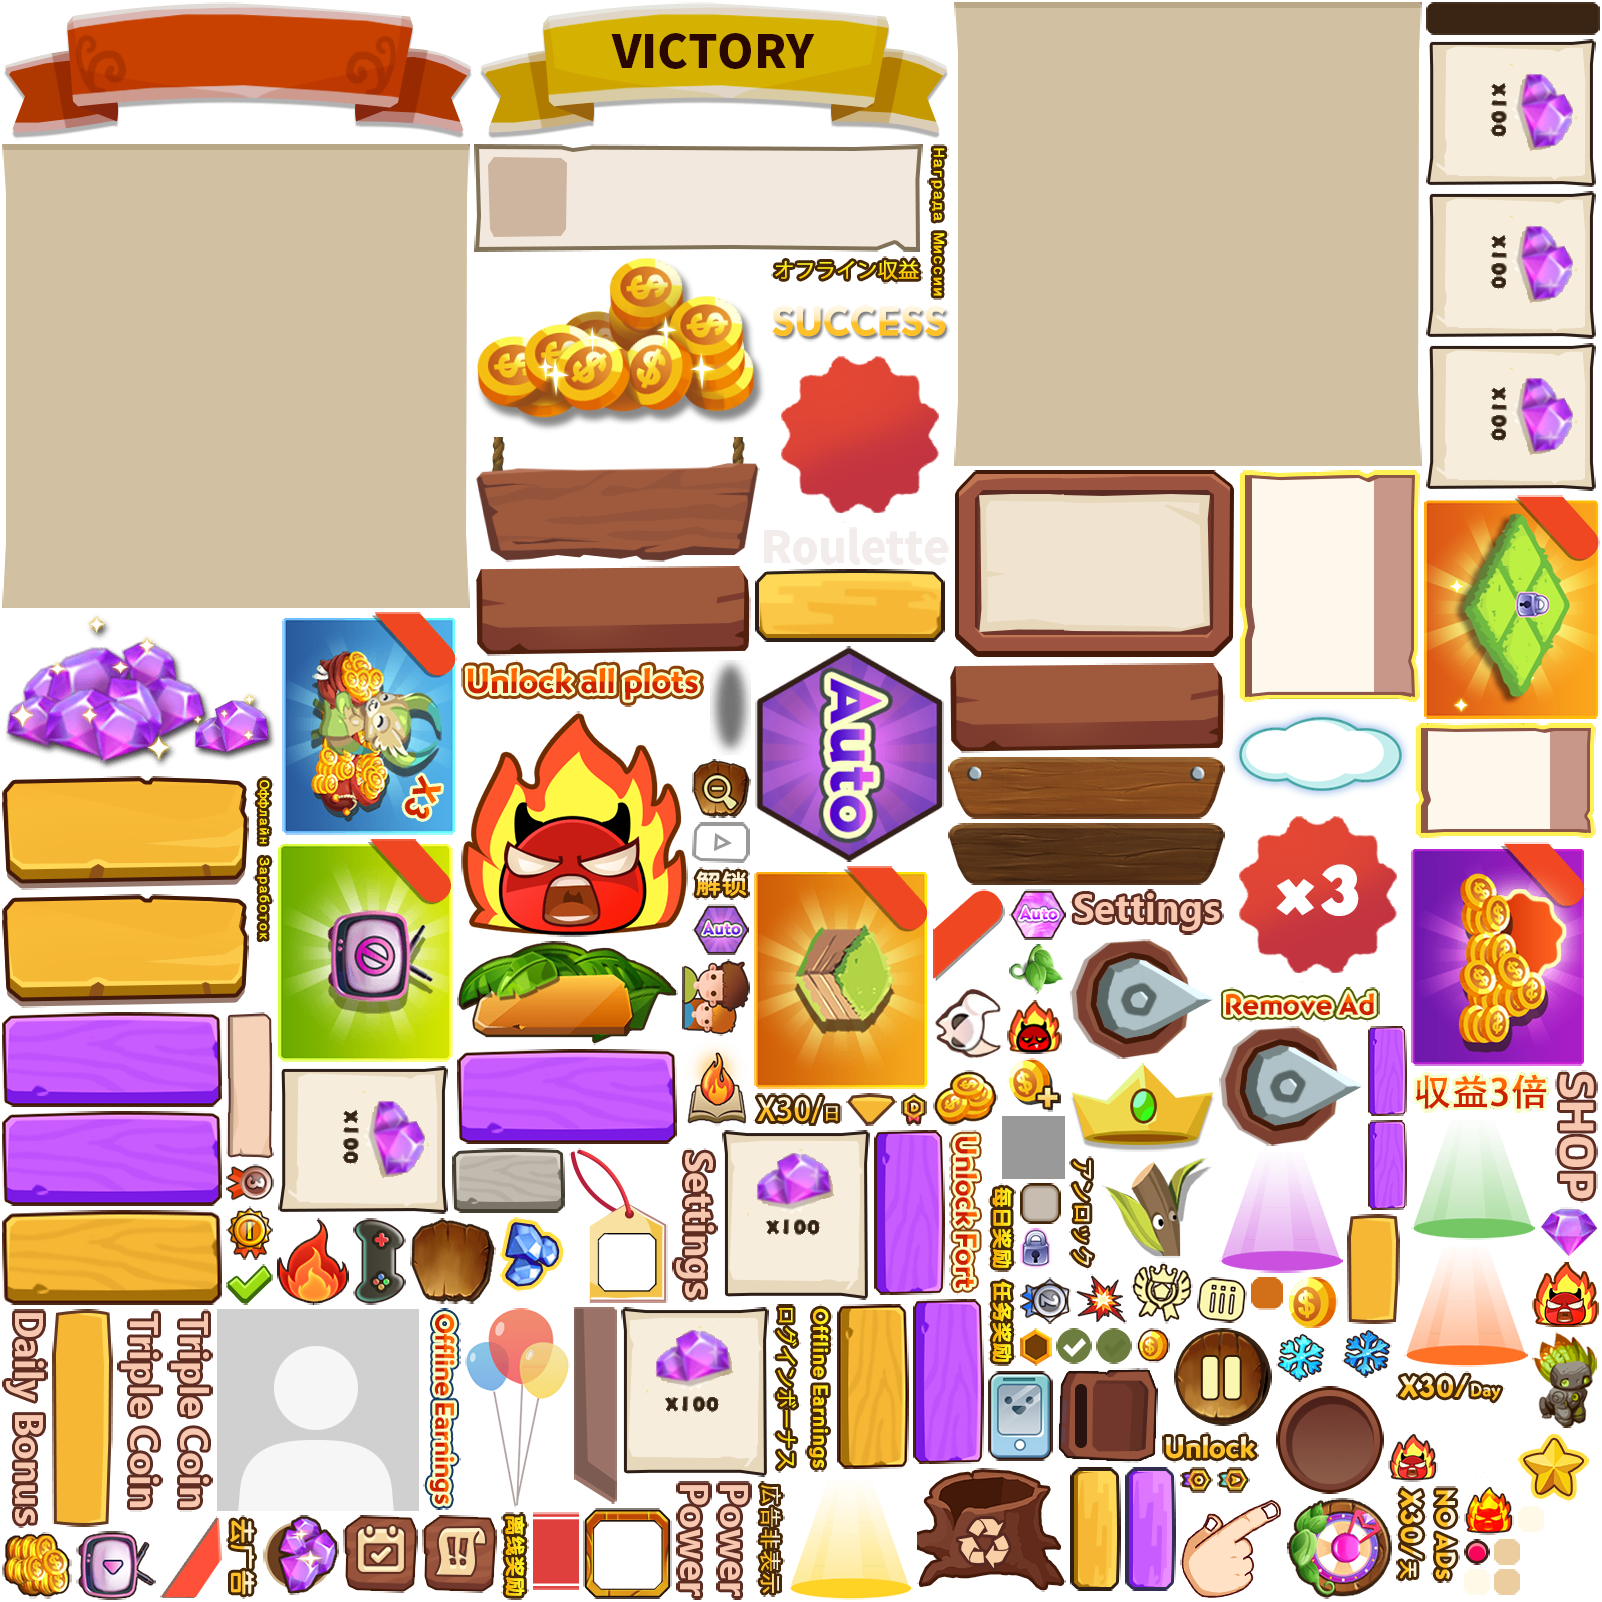 VICTORY
Награда Миссии
オフライン収益
SUCCESS
Roulette
X100
X100
X100
Unlock all plots
Auto
X3
Оффлайн Заработок
解锁
Auto
Auto
Settings
x3
Remove Ad
X30/日
收益3倍
SHOP
X100
X100
Settings
Unlock Fort
每日奖励
アンロック
任务奖励
Daily Bonus
Triple Coin
Triple Coin
Offline Earnings
X100
ログインボーナス
Offline Earnings
X30/Day
Unlock
去广告
离线奖励
Power
Power
広告非表示
X30/天
NO ADs